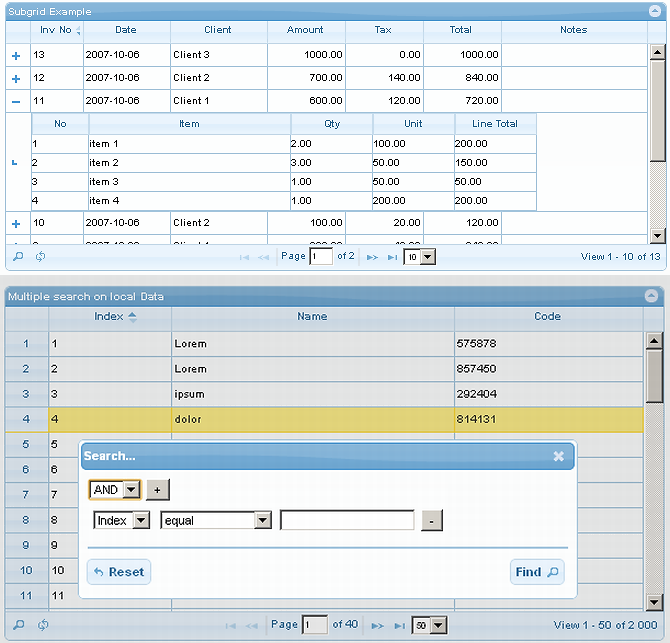 Subgrid Example
Inv No Date Client Amount Tax Total Notes
13 2007-10-06 Client 3 1000.00 0.00 1000.00
12 2007-10-06 Client 2 700.00 140.00 840.00
11 2007-10-06 Client 1 600.00 120.00 720.00
No Item Qty Unit Line Total
1 item 1 2.00 100.00 200.00
2 item 2 3.00 50.00 150.00
3 item 3 1.00 50.00 50.00
4 item 4 1.00 200.00 200.00
10 2007-10-06 Client 2 100.00 20.00 120.00
Page 1 of 2 10 View 1 - 10 of 13
Multiple search on local Data
Index Name Code
1 1 Lorem 575878
2 2 Lorem 857450
3 3 ipsum 292404
4 4 dolor 814131
5 5
Search...
6 6
7 7
AND +
8 8
Index equal -
9 9
10 10
Reset Find
11 11
Page 1 of 40 50 View 1 - 50 of 2 000